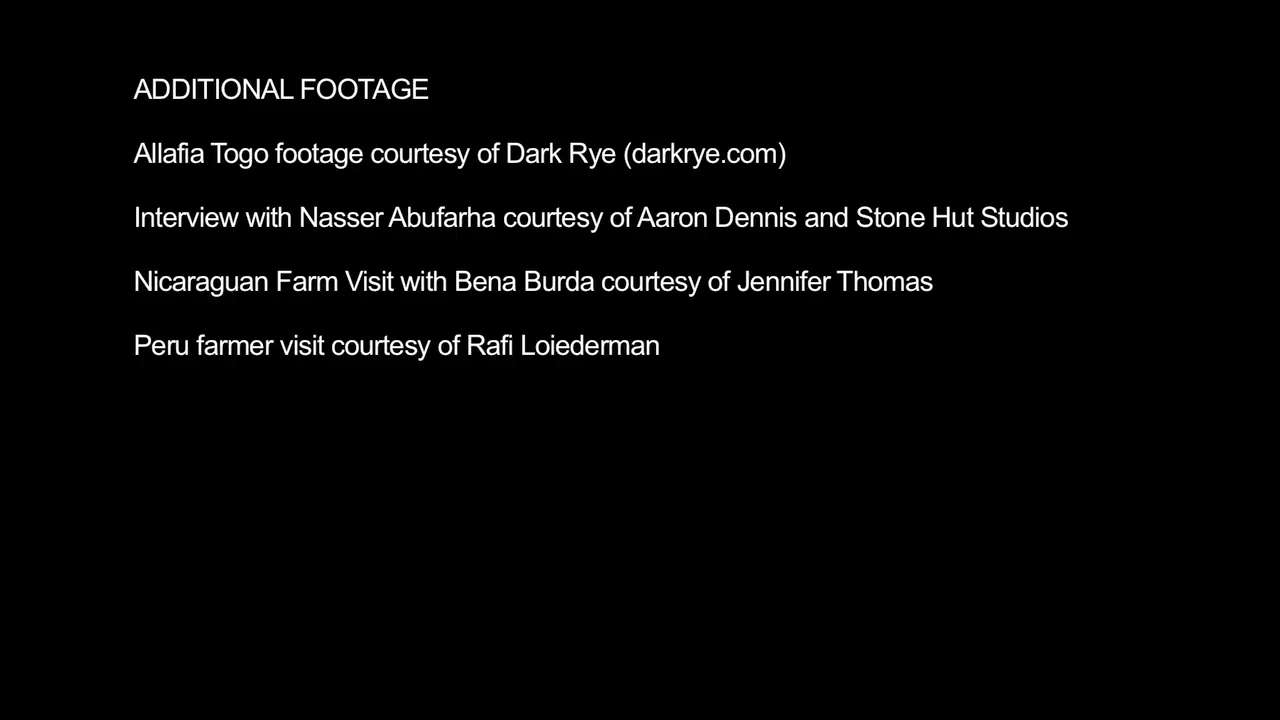 ADDITIONAL FOOTAGE
Allafia Togo footage courtesy of Dark Rye (darkrye.com)
Interview with Nasser Abufarha courtesy of Aaron Dennis and Stone Hut Studios
Nicaraguan Farm Visit with Bena Burda courtesy of Jennifer Thomas
Peru farmer visit courtesy of Rafi Loiederman